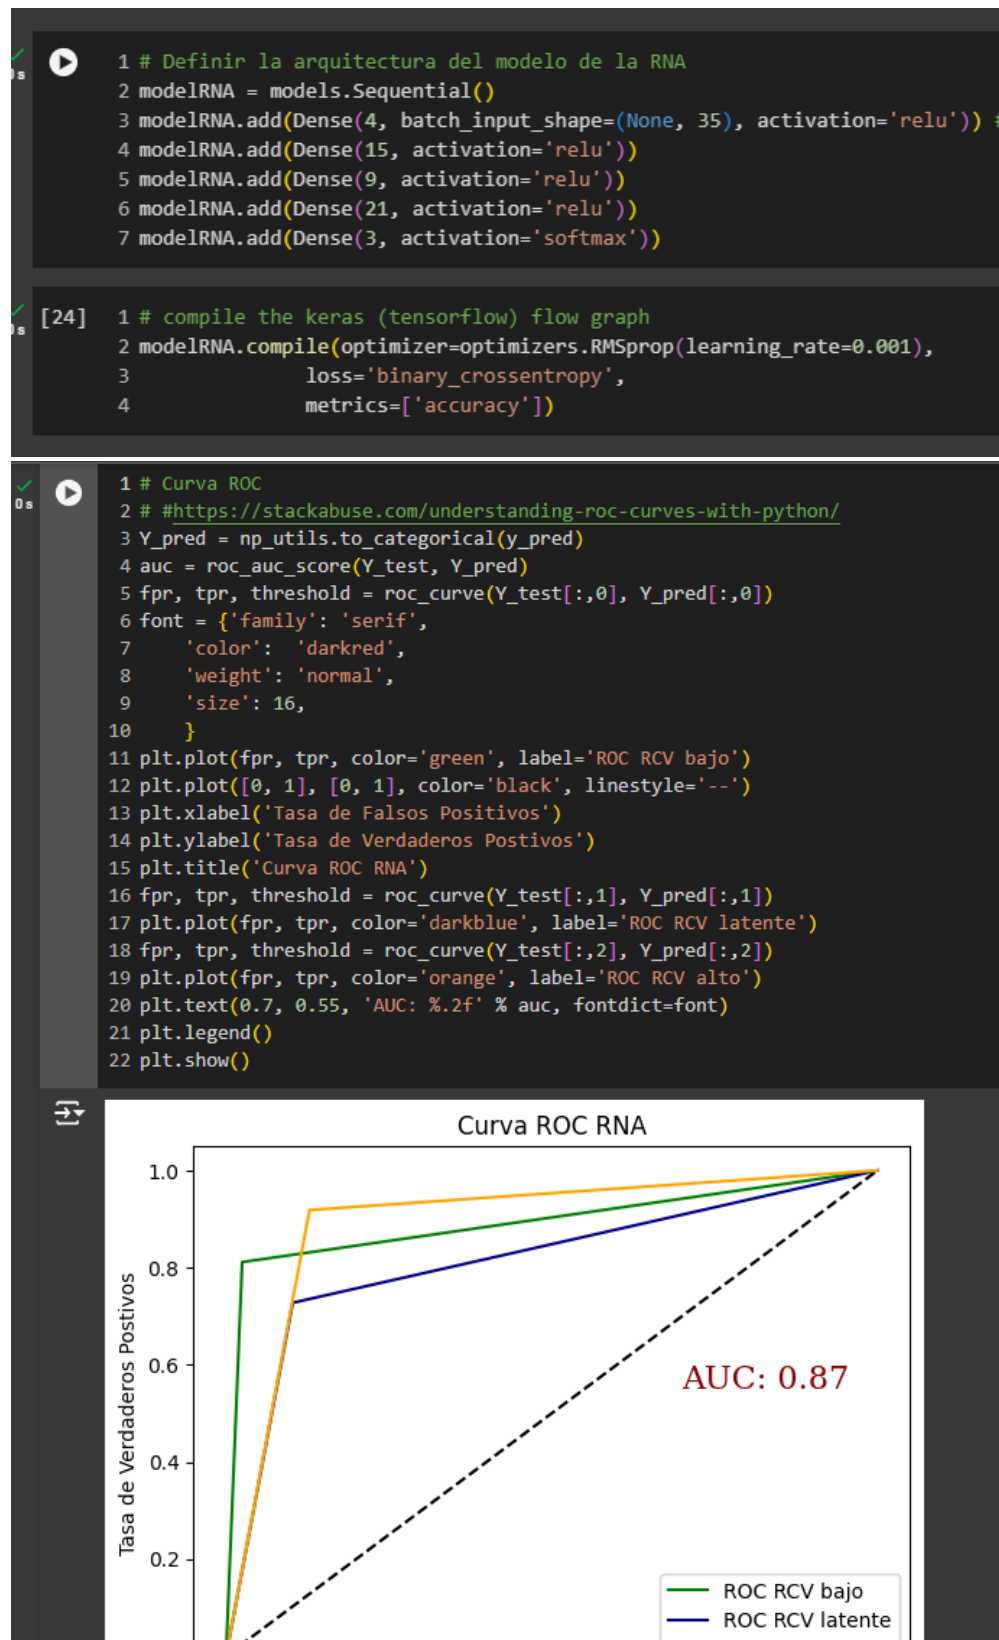 1 # Definir la arquitectura del modelo de la RNA
2 modelRNA = models.Sequential()
3 modelRNA.add(Dense(4, batch_input_shape=(None, 35), activation='relu')) #
4 modelRNA.add(Dense(15, activation='relu'))
5 modelRNA.add(Dense(9, activation='relu'))
6 modelRNA.add(Dense(21, activation='relu'))
7 modelRNA.add(Dense(3, activation='softmax'))
[24] 1 # compile the keras (tensorflow) flow graph
2 modelRNA.compile(optimizer=optimizers.RMSprop(learning_rate=0.001),
3 loss='binary_crossentropy',
4 metrics=['accuracy'])
0s
1 # Curva ROC
2 # #https://stackabuse.com/understanding-roc-curves-with-python/
3 Y_pred = np_utils.to_categorical(y_pred)
4 auc = roc_auc_score(Y_test, Y_pred)
5 fpr, tpr, threshold = roc_curve(Y_test[:,0], Y_pred[:,0])
6 font = {'family': 'serif',
7 'color': 'darkred',
8 'weight': 'normal',
9 'size': 16,
10 }
11 plt.plot(fpr, tpr, color='green', label='ROC RCV bajo')
12 plt.plot([0, 1], [0, 1], color='black', linestyle='--')
13 plt.xlabel('Tasa de Falsos Positivos')
14 plt.ylabel('Tasa de Verdaderos Postivos')
15 plt.title('Curva ROC RNA')
16 fpr, tpr, threshold = roc_curve(Y_test[:,1], Y_pred[:,1])
17 plt.plot(fpr, tpr, color='darkblue', label='ROC RCV latente')
18 fpr, tpr, threshold = roc_curve(Y_test[:,2], Y_pred[:,2])
19 plt.plot(fpr, tpr, color='orange', label='ROC RCV alto')
20 plt.text(0.7, 0.55, 'AUC: %.2f' % auc, fontdict=font)
21 plt.legend()
22 plt.show()
Curva ROC RNA
1.0
0.8
0.6
0.4
0.2
Tasa de Verdaderos Postivos
AUC: 0.87
ROC RCV bajo
ROC RCV latente